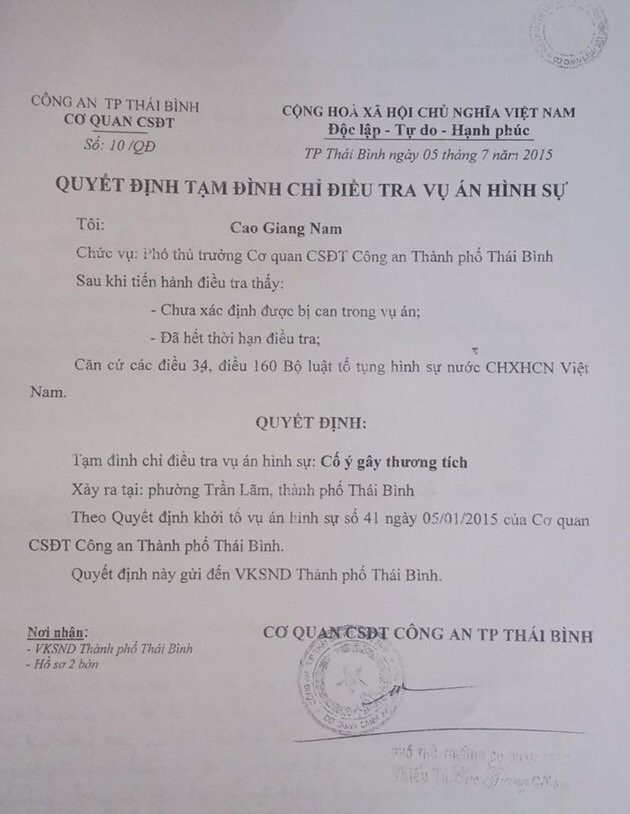 CÔNG AN TP THÁI BÌNH
CƠ QUAN CSĐT
Số: 10/QĐ
CỘNG HOÀ XÃ HỘI CHỦ NGHĨA VIỆT NAM
Độc lập - Tự do - Hạnh phúc
TP Thái Bình ngày 05 tháng 7 năm 2015
QUYẾT ĐỊNH TẠM ĐÌNH CHỈ ĐIỀU TRA VỤ ÁN HÌNH SỰ
Tôi: Cao Giang Nam
Chức vụ: Phó thủ trưởng Cơ quan CSĐT Công an Thành phố Thái Bình
Sau khi tiến hành điều tra thấy:
- Chưa xác định được bị can trong vụ án;
- Đã hết thời hạn điều tra;
Căn cứ các điều 34, điều 160 Bộ luật tố tụng hình sự nước CHXHCN Việt
Nam.
QUYẾT ĐỊNH:
Tạm đình chỉ điều tra vụ án hình sự: Cố ý gây thương tích
Xảy ra tại: phường Trần Lãm, thành phố Thái Bình
Theo Quyết định khởi tố vụ án hình sự số 41 ngày 05/01/2015 của Cơ quan
CSĐT Công an Thành phố Thái Bình.
Quyết định này gửi đến VKSND Thành phố Thái Bình.
Nơi nhận:
- VKSND Thành phố Thái Bình
- Hồ sơ 2 bản
CƠ QUAN CSĐT CÔNG AN TP THÁI BÌNH
PHÓ THỦ TRƯỞNG CƠ QUAN
Cao Giang Nam